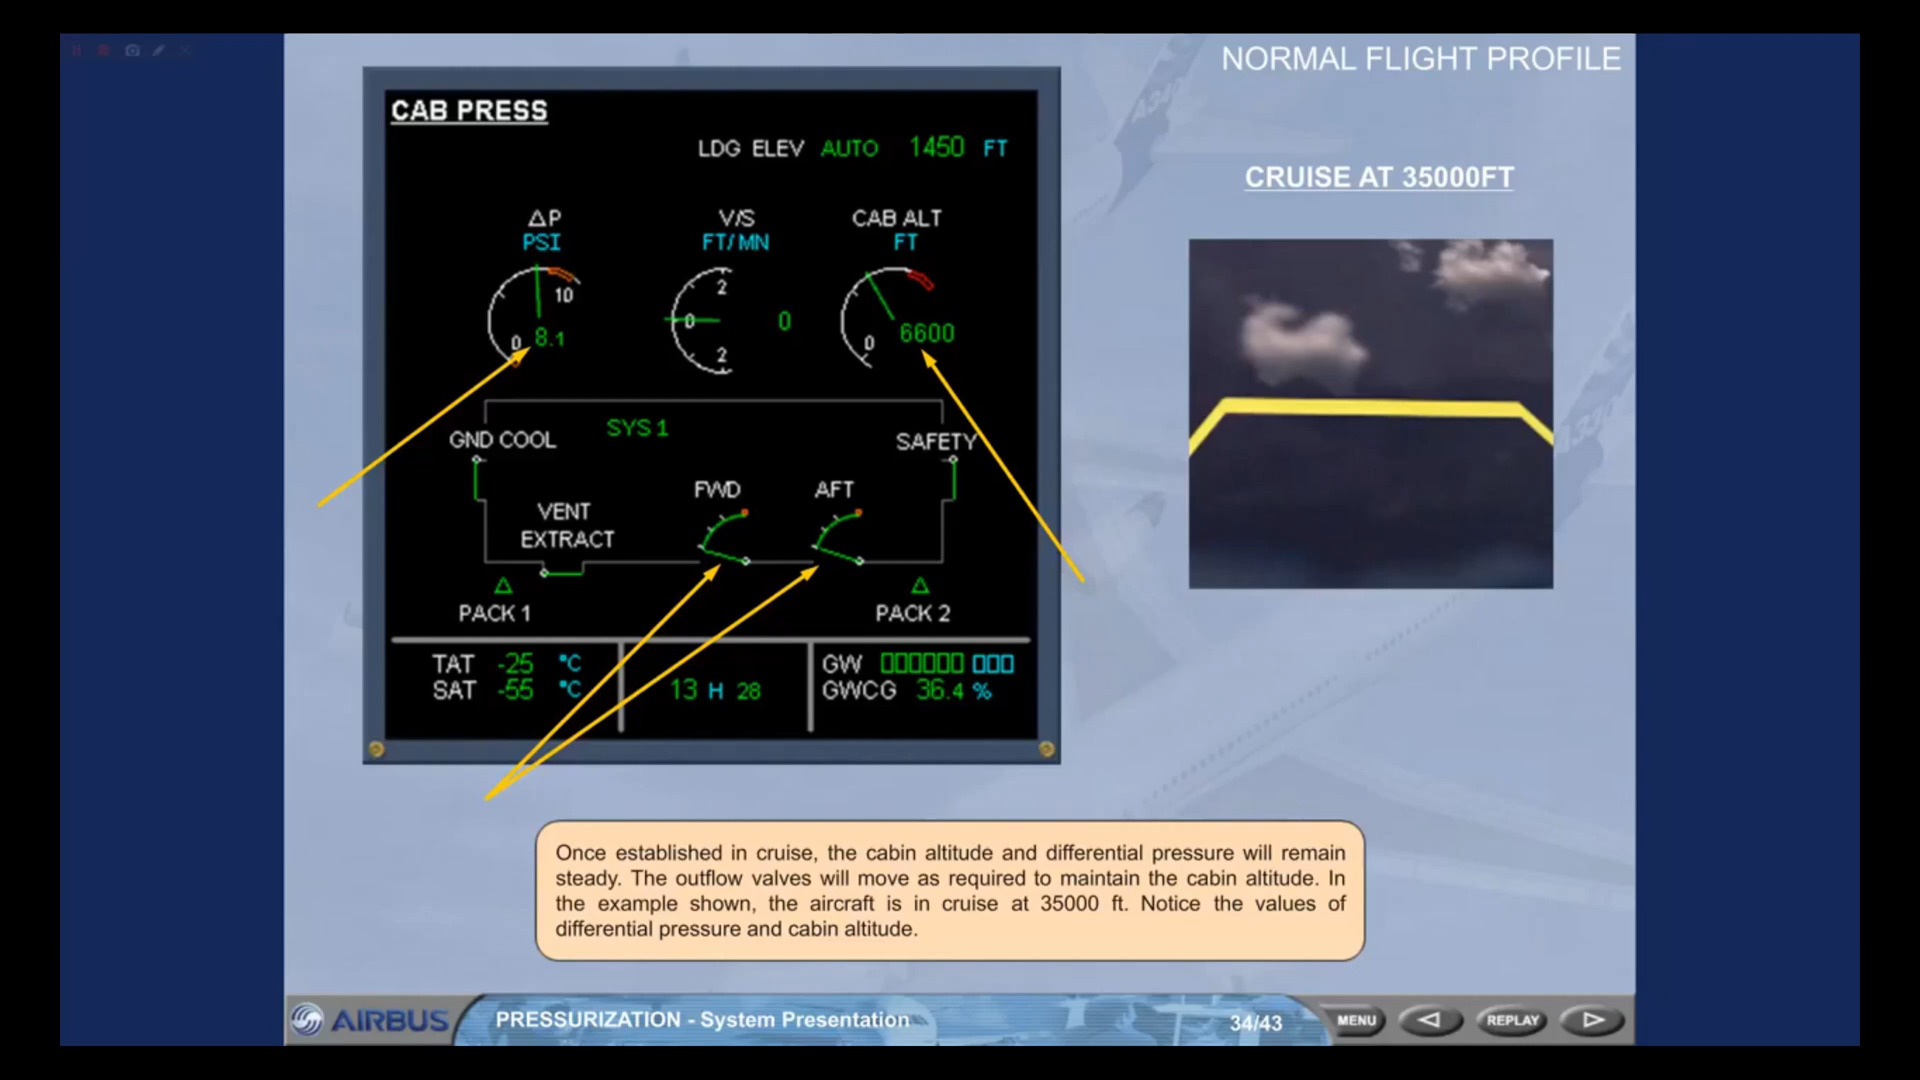 NORMAL FLIGHT PROFILE
CAB PRESS
LDG ELEV AUTO 1450 FT
CRUISE AT 35000FT
ΔP V/S CAB ALT
PSI FT/MN FT
10 2
0 0
0 8.1 2 0 6600
SYS 1
GND COOL SAFETY
FWD AFT
VENT
EXTRACT
PACK 1 PACK 2
TAT -25 °C GW
SAT -55 °C 13 H 28 GWCG 36.4 %
Once established in cruise, the cabin altitude and differential pressure will remain
steady. The outflow valves will move as required to maintain the cabin altitude. In
the example shown, the aircraft is in cruise at 35000 ft. Notice the values of
differential pressure and cabin altitude.
AIRBUS PRESSURIZATION - System Presentation 34/43 MENU REPLAY